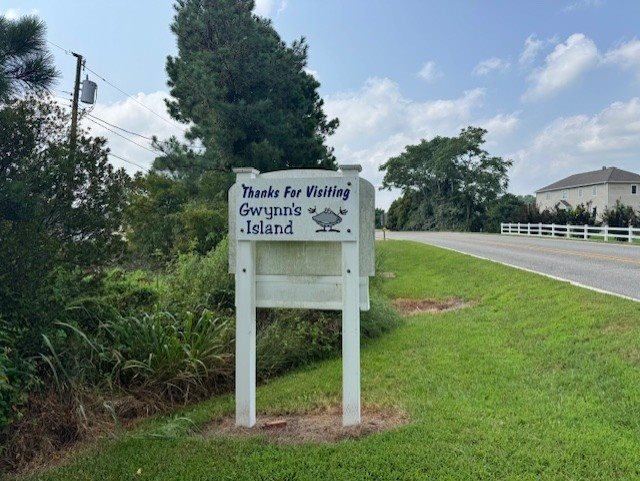 Thanks For Visiting
Gwynn's
Island